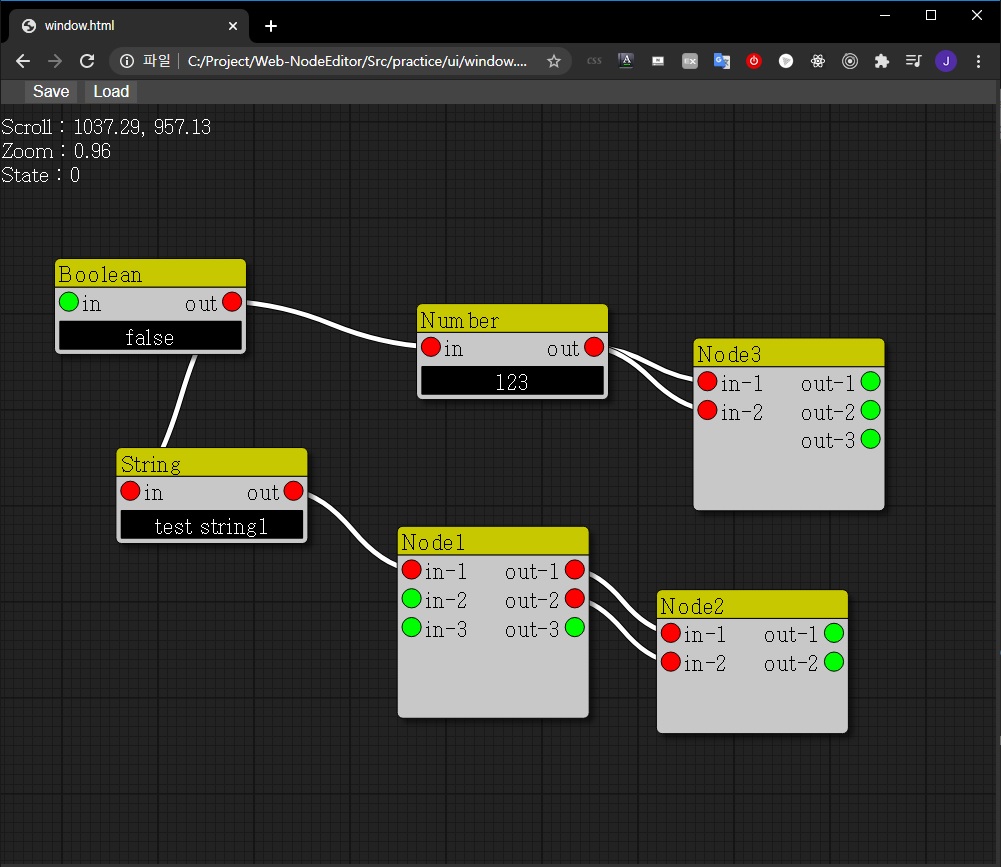 window.html
파일 C:/Project/Web-NodeEditor/Src/practice/ui/window....
css A EX J
Save Load
Scroll : 1037.29, 957.13
Zoom : 0.96
State : 0
Boolean
in out
false
Number
in out
123
Node3
in-1 out-1
in-2 out-2
out-3
String
in out
test string1
Node1
in-1 out-1
in-2 out-2
in-3 out-3
Node2
in-1 out-1
in-2 out-2